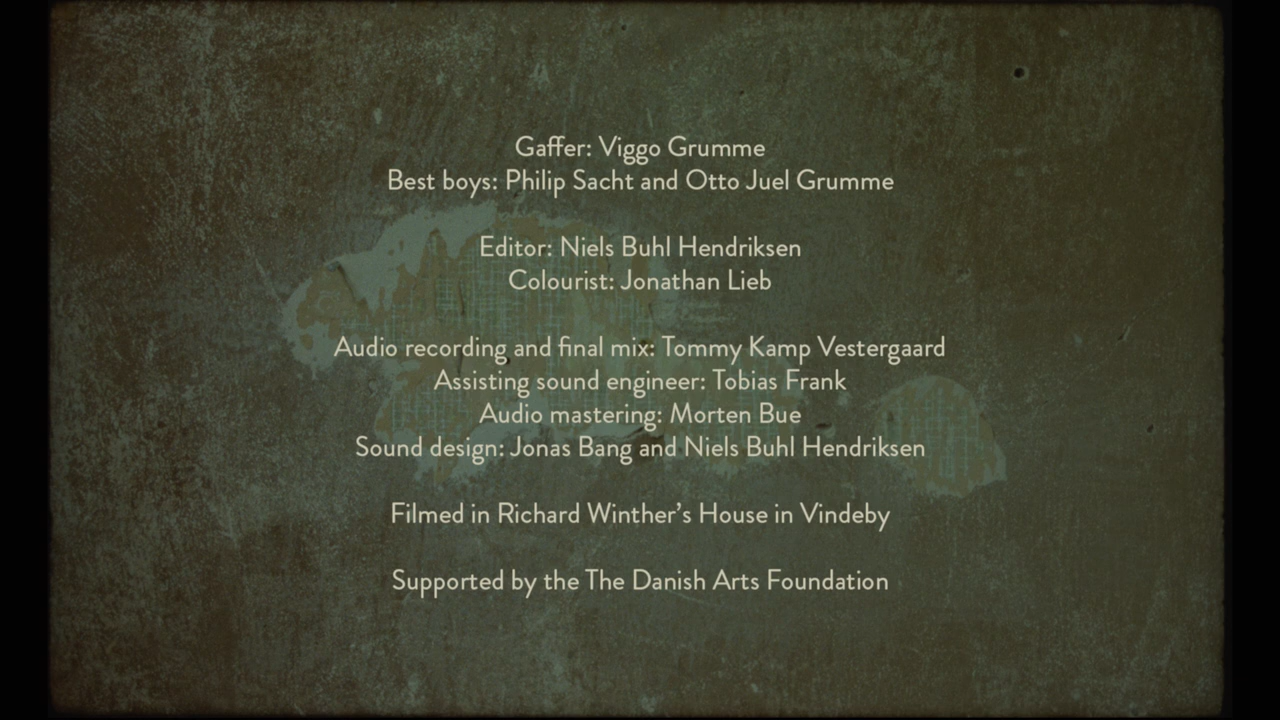 Gaffer: Viggo Grumme
Best boys: Philip Sacht and Otto Juel Grumme
Editor: Niels Buhl Hendriksen
Colourist: Jonathan Lieb
Audio recording and final mix: Tommy Kamp Vestergaard
Assisting sound engineer: Tobias Frank
Audio mastering: Morten Bue
Sound design: Jonas Bang and Niels Buhl Hendriksen
Filmed in Richard Winther’s House in Vindeby
Supported by the The Danish Arts Foundation